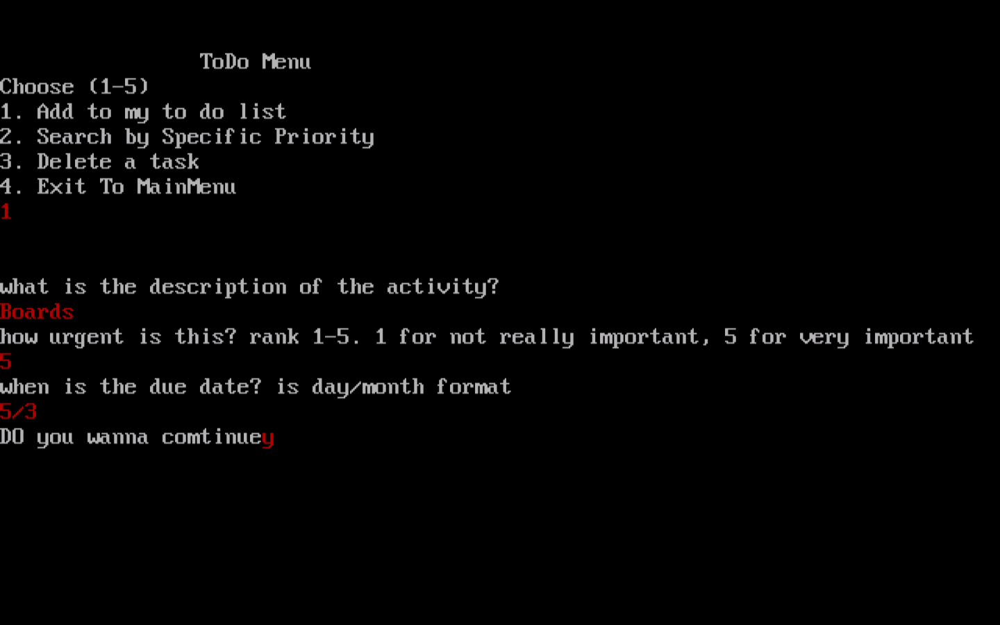 ToDo Menu
Choose (1-5)
1. Add to my to do list
2. Search by Specific Priority
3. Delete a task
4. Exit To MainMenu
1
what is the description of the activity?
Boards
how urgent is this? rank 1-5. 1 for not really important, 5 for very important
5
when is the due date? is day/month format
5/3
DO you wanna comtinuey